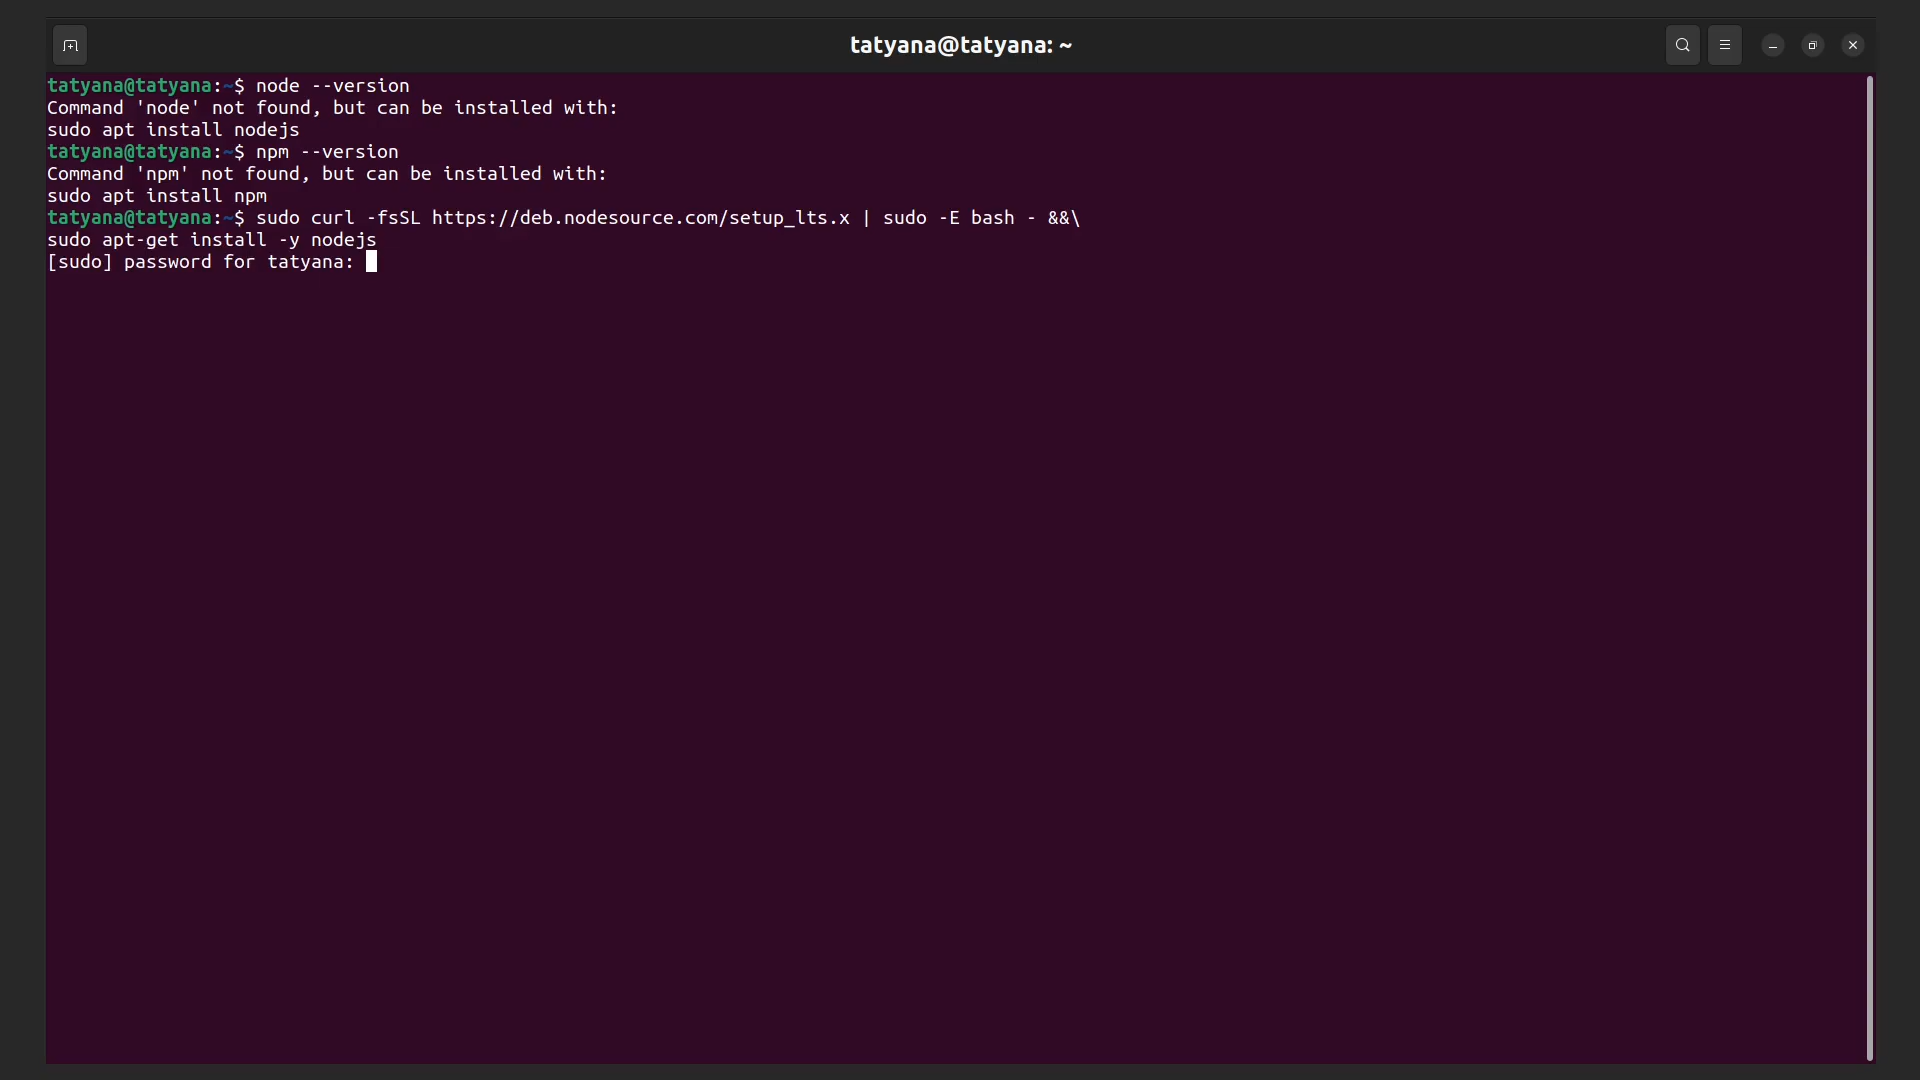 tatyana@tatyana: ~
tatyana@tatyana:~$ node --version
Command 'node' not found, but can be installed with:
sudo apt install nodejs
tatyana@tatyana:~$ npm --version
Command 'npm' not found, but can be installed with:
sudo apt install npm
tatyana@tatyana:~$ sudo curl -fsSL https://deb.nodesource.com/setup_lts.x | sudo -E bash - &&\
sudo apt-get install -y nodejs
[sudo] password for tatyana: